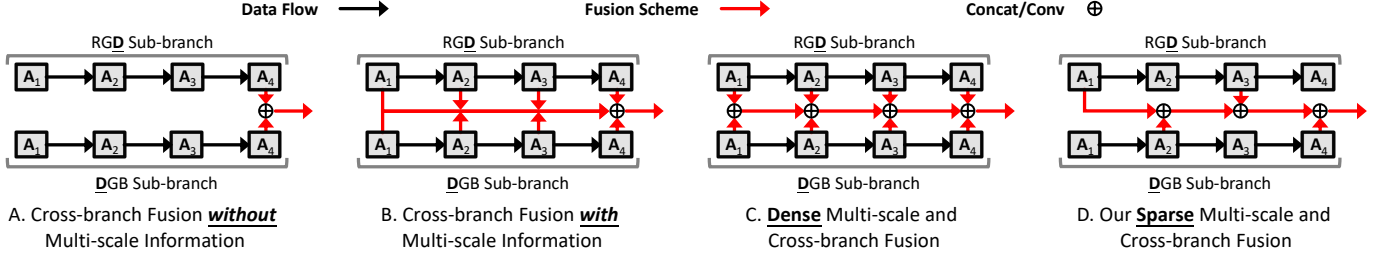 Data Flow Fusion Scheme Concat/Conv ⊕
RGD Sub-branch RGD Sub-branch RGD Sub-branch RGD Sub-branch
A1 A2 A3 A4 A1 A2 A3 A4 A1 A2 A3 A4 A1 A2 A3 A4
A1 A2 A3 A4 A1 A2 A3 A4 A1 A2 A3 A4 A1 A2 A3 A4
DGB Sub-branch DGB Sub-branch DGB Sub-branch DGB Sub-branch
A. Cross-branch Fusion without
Multi-scale Information
B. Cross-branch Fusion with
Multi-scale Information
C. Dense Multi-scale and
Cross-branch Fusion
D. Our Sparse Multi-scale and
Cross-branch Fusion